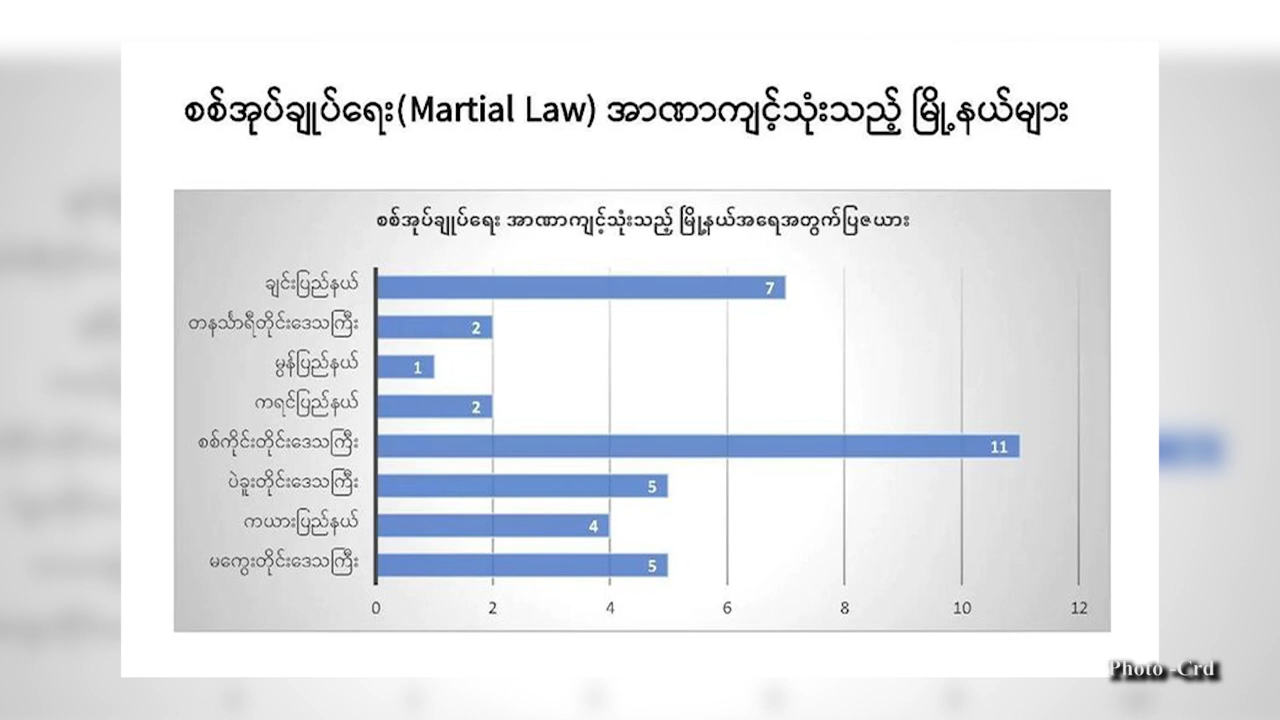 စစ်အုပ်ချုပ်ရေး(Martial Law) အာဏာကျင့်သုံးသည့် မြို့နယ်များ
စစ်အုပ်ချုပ်ရေး အာဏာကျင့်သုံးသည့် မြို့နယ်အရေအတွက်ပြဇယား
ချင်းပြည်နယ် 7
တနင်္သာရီတိုင်းဒေသကြီး 2
မွန်ပြည်နယ် 1
ကရင်ပြည်နယ် 2
စစ်ကိုင်းတိုင်းဒေသကြီး 11
ပဲခူးတိုင်းဒေသကြီး 5
ကယားပြည်နယ် 4
မကွေးတိုင်းဒေသကြီး 5
0 2 4 6 8 10 12
Photo -Crd